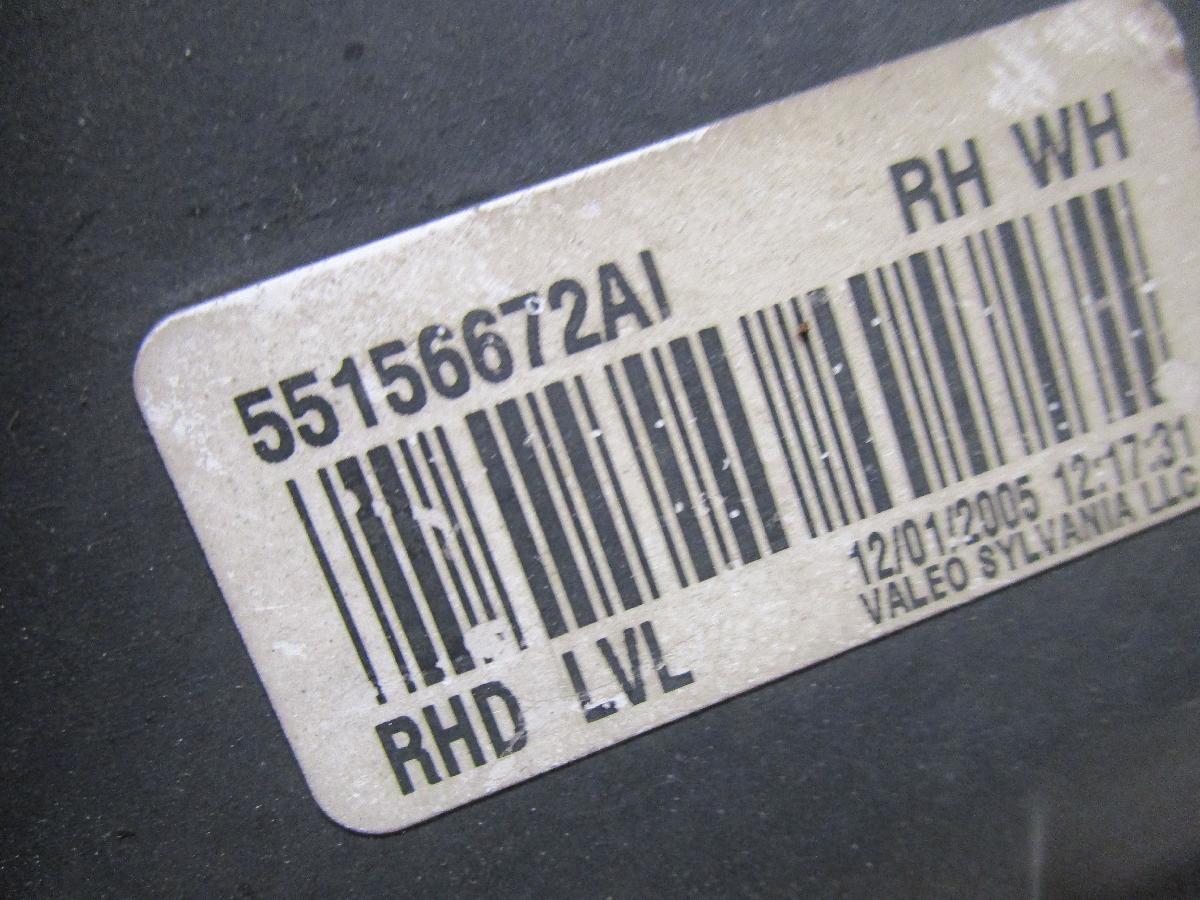 RH WH
55156672AI
12/01/2005 12:17:31
VALEO SYLVANIA LLC
RHD LVL